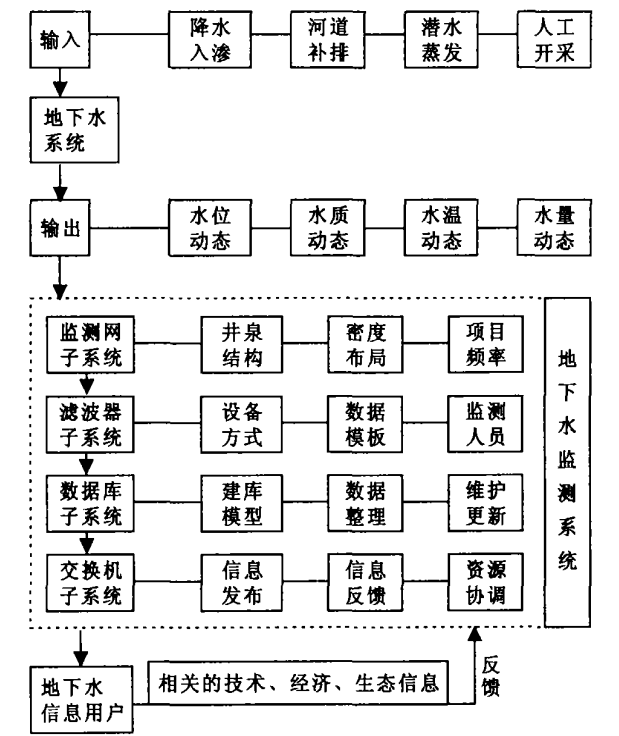 输入
降水
入渗
河道
补排
潜水
蒸发
人工
开采
地下水
系统
输出
水位
动态
水质
动态
水温
动态
水量
动态
监测网
子系统
井泉
结构
密度
布局
项目
频率
滤波器
子系统
设备
方式
数据
模板
监测
人员
数据库
子系统
建库
模型
数据
整理
维护
更新
交换机
子系统
信息
发布
信息
反馈
资源
协调
地下水监测系统
地下水
信息用户
相关的技术、经济、生态信息
反馈